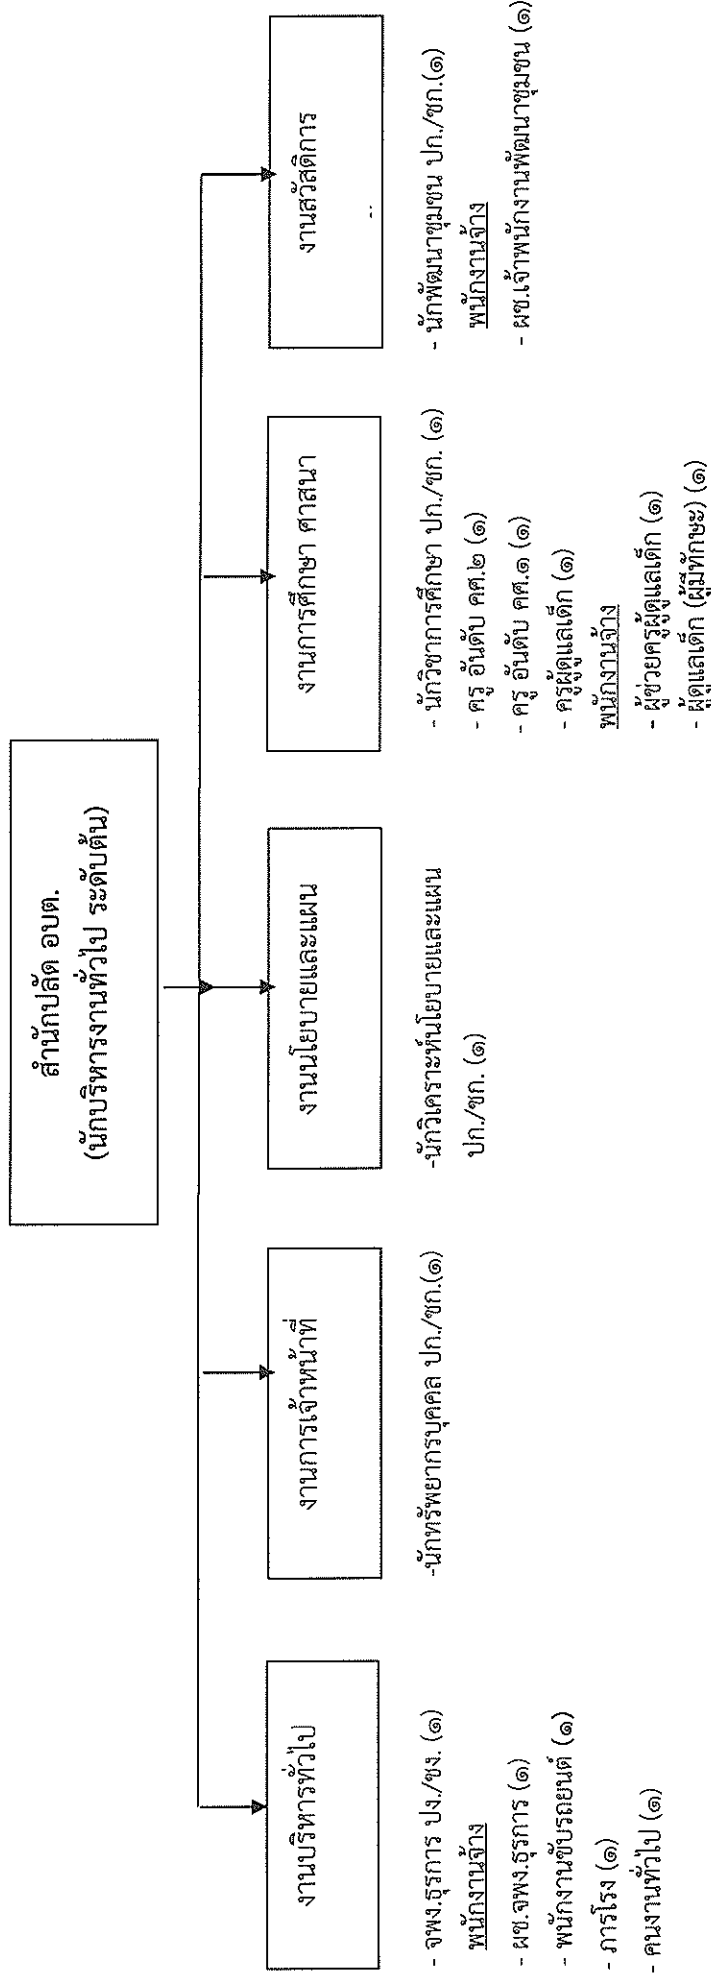 สำนักปลัด อบต.
(นักบริหารงานทั่วไป ระดับต้น)
งานบริหารทั่วไป
- จพง.ธุรการ ปง./ชง. (๑)
พนักงานจ้าง
- ผช.จพง.ธุรการ (๑)
- พนักงานขับรถยนต์ (๑)
- ภารโรง (๑)
- คนงานทั่วไป (๑)
งานการเจ้าหน้าที่
-นักทรัพยากรบุคคล ปก./ชก.(๑)
งานนโยบายและแผน
-นักวิเคราะห์นโยบายและแผน
ปก./ชก. (๑)
งานการศึกษา ศาสนา
- นักวิชาการศึกษา ปก./ชก. (๑)
- ครู อันดับ คศ.๒ (๑)
- ครู อันดับ คศ.๑ (๑)
- ครูผู้ดูแลเด็ก (๑)
พนักงานจ้าง
- ผู้ช่วยครูผู้ดูแลเด็ก (๑)
- ผู้ดูแลเด็ก (ผู้มีทักษะ) (๑)
งานสวัสดิการ
- นักพัฒนาชุมชน ปก./ชก.(๑)
พนักงานจ้าง
- ผช.เจ้าพนักงานพัฒนาชุมชน (๑)